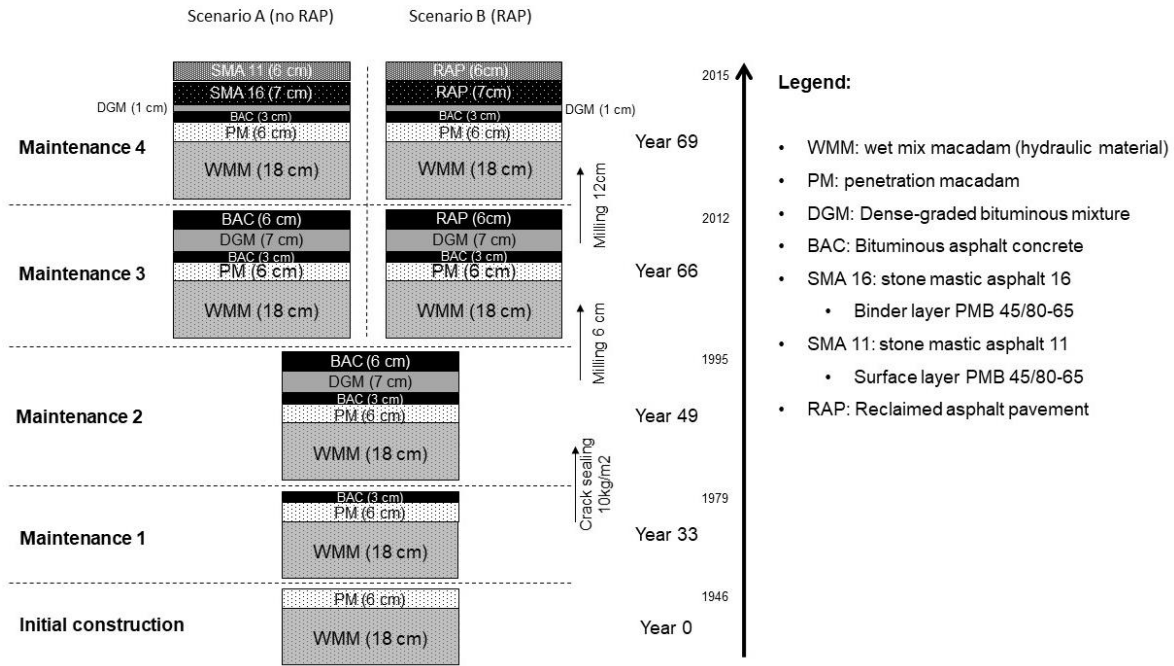 Scenario A (no RAP)
Scenario B (RAP)
SMA 11 (6 cm)
SMA 16 (7 cm)
DGM (1 cm)
BAC (3 cm)
PM (6 cm)
WMM (18 cm)
RAP (6cm)
RAP (7cm)
DGM (1 cm)
BAC (3 cm)
PM (6 cm)
WMM (18 cm)
Maintenance 4
Year 69
2015
Milling 12cm
BAC (6 cm)
DGM (7 cm)
BAC (3 cm)
PM (6 cm)
WMM (18 cm)
RAP (6cm)
DGM (7 cm)
BAC (3 cm)
PM (6 cm)
WMM (18 cm)
Maintenance 3
Year 66
2012
Milling 6 cm
BAC (6 cm)
DGM (7 cm)
BAC (3 cm)
PM (6 cm)
WMM (18 cm)
Maintenance 2
Year 49
1995
Crack sealing
10kg/m2
BAC (3 cm)
PM (6 cm)
WMM (18 cm)
Maintenance 1
Year 33
1979
PM (6 cm)
WMM (18 cm)
Initial construction
Year 0
1946
Legend:
• WMM: wet mix macadam (hydraulic material)
• PM: penetration macadam
• DGM: Dense-graded bituminous mixture
• BAC: Bituminous asphalt concrete
• SMA 16: stone mastic asphalt 16
• Binder layer PMB 45/80-65
• SMA 11: stone mastic asphalt 11
• Surface layer PMB 45/80-65
• RAP: Reclaimed asphalt pavement